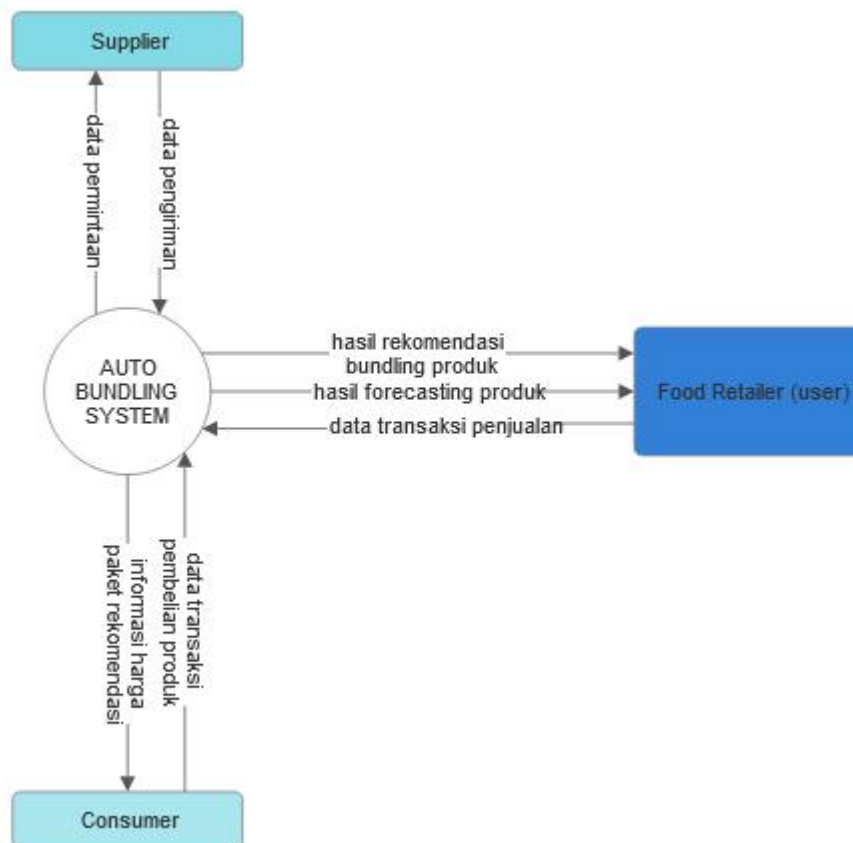 Supplier
data permintaan
data pengiriman
AUTO
BUNDLING
SYSTEM
hasil rekomendasi
bundling produk
hasil forecasting produk
data transaksi penjualan
Food Retailer (user)
informasi harga
paket rekomendasi
data transaksi
pembelian produk
Consumer